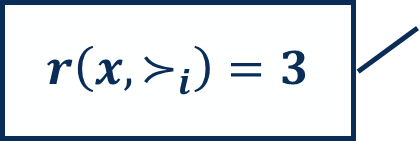 r(x, ≻ᵢ) = 3